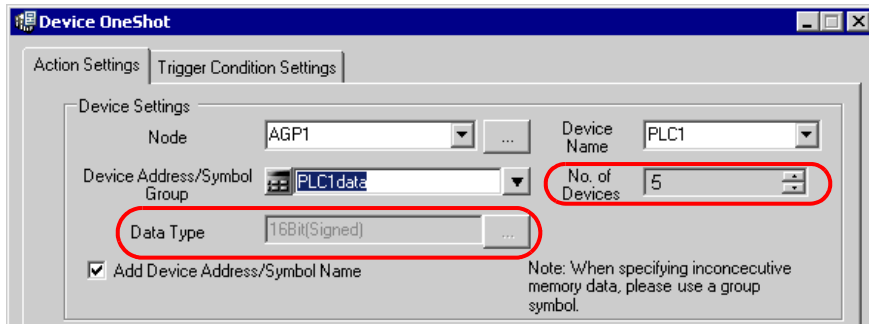 Device OneShot
Action Settings Trigger Condition Settings
Device Settings
Node AGP1 ... Device Name PLC1
Device Address/Symbol Group PLC1data No. of Devices 5
Data Type 16Bit(Signed) ...
Add Device Address/Symbol Name
Note: When specifying inconcecutive
memory data, please use a group
symbol.